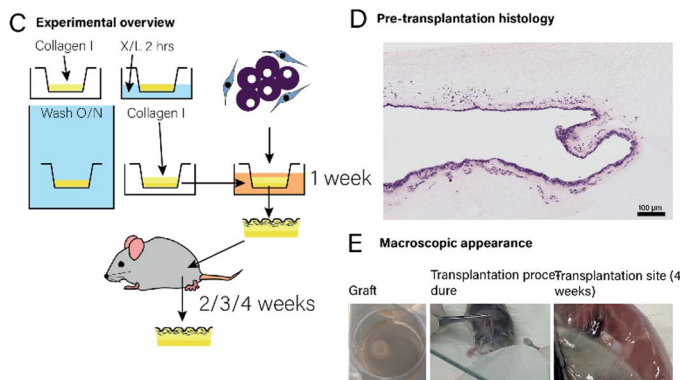 C Experimental overview
Collagen I
X/L 2 hrs
Wash O/N
Collagen I
1 week
2/3/4 weeks
D Pre-transplantation histology
100 μm
E Macroscopic appearance
Graft
Transplantation proce-
dure
Transplantation site (4
weeks)